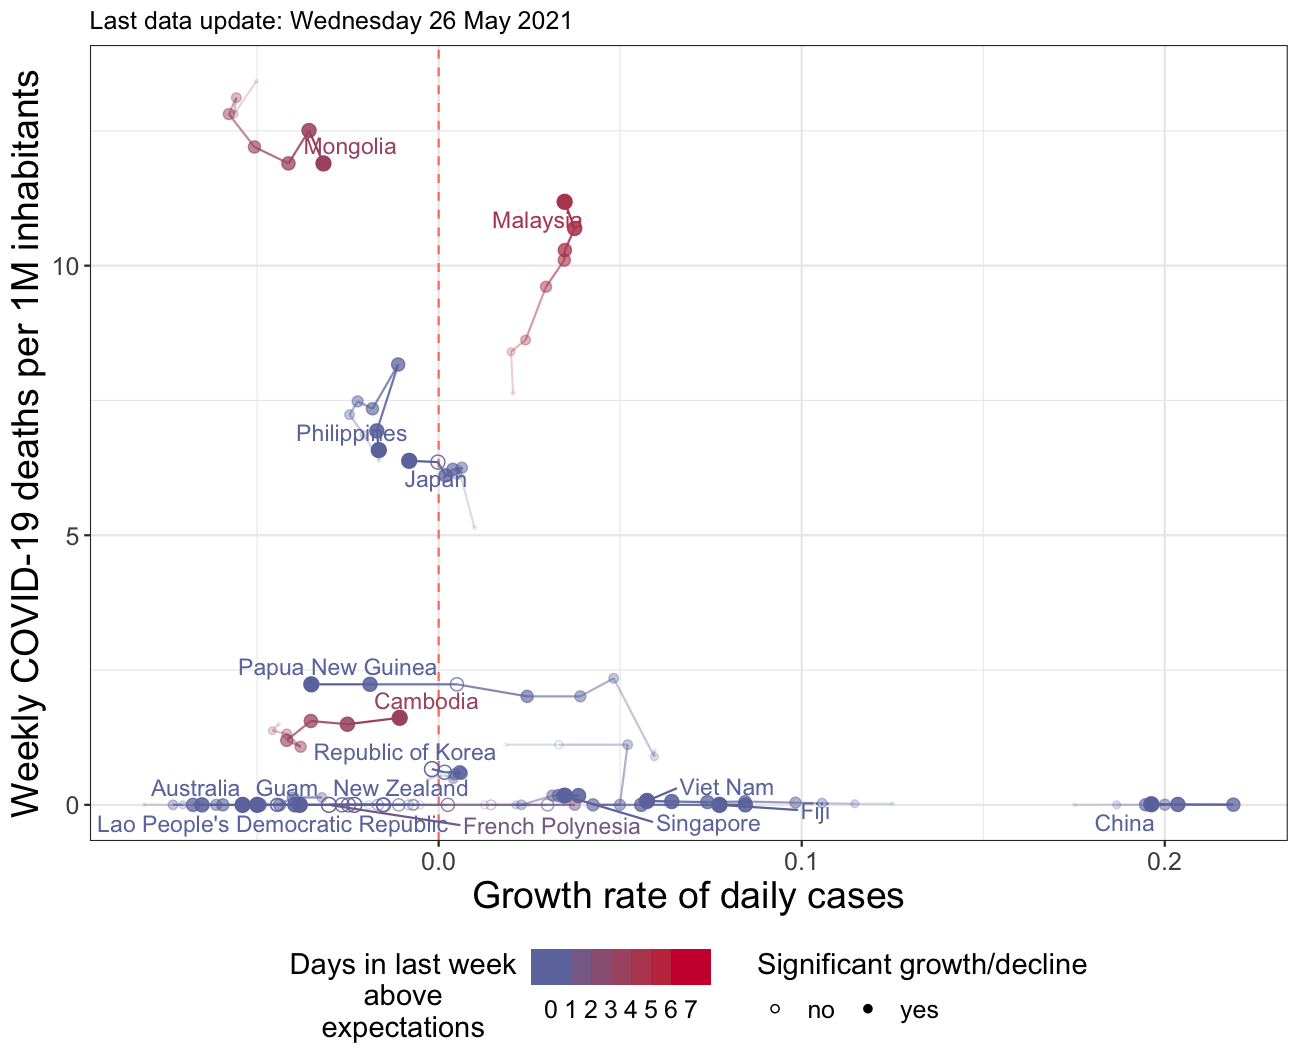 Last data update: Wednesday 26 May 2021
Weekly COVID-19 deaths per 1M inhabitants
Mongolia
Malaysia
10
Philippines
Japan
5
Papua New Guinea
Cambodia
Republic of Korea
Australia Guam New Zealand Viet Nam
0
Fiji
Lao People's Democratic Republic French Polynesia Singapore China
0.0 0.1 0.2
Growth rate of daily cases
Days in last week
above
expectations
0 1 2 3 4 5 6 7
Significant growth/decline
no yes